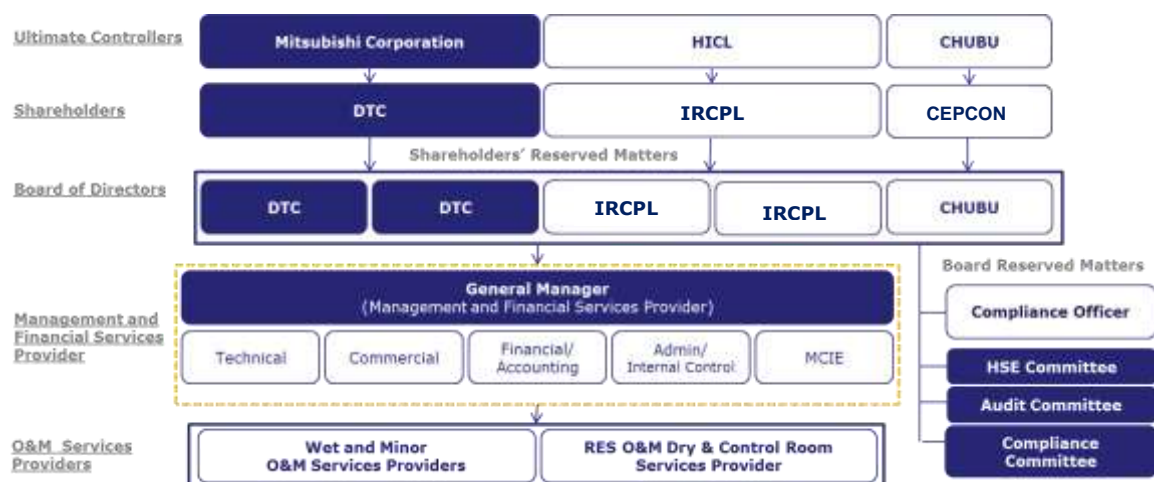 Ultimate Controllers
Mitsubishi Corporation
HICL
CHUBU
Shareholders
DTC
IRCPL
CEPCON
Shareholders' Reserved Matters
Board of Directors
DTC
DTC
IRCPL
IRCPL
CHUBU
Board Reserved Matters
Management and
Financial Services
Provider
General Manager
(Management and Financial Services Provider)
Technical
Commercial
Financial/
Accounting
Admin/
Internal Control
MCIE
Compliance Officer
HSE Committee
Audit Committee
Compliance
Committee
O&M Services
Providers
Wet and Minor
O&M Services Providers
RES O&M Dry & Control Room
Services Provider